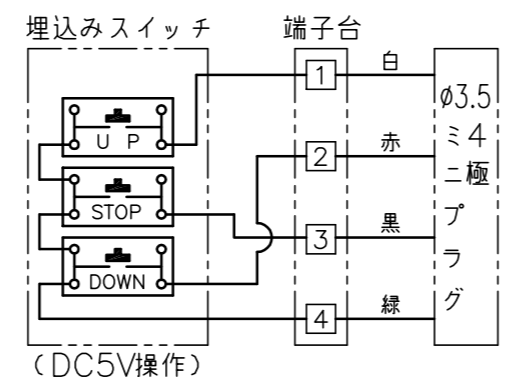 埋込みスイッチ
端子台
U P
STOP
DOWN
(DC5V操作)
1
2
3
4
白
赤
黒
緑
φ3.5
ミニプラグ
4極